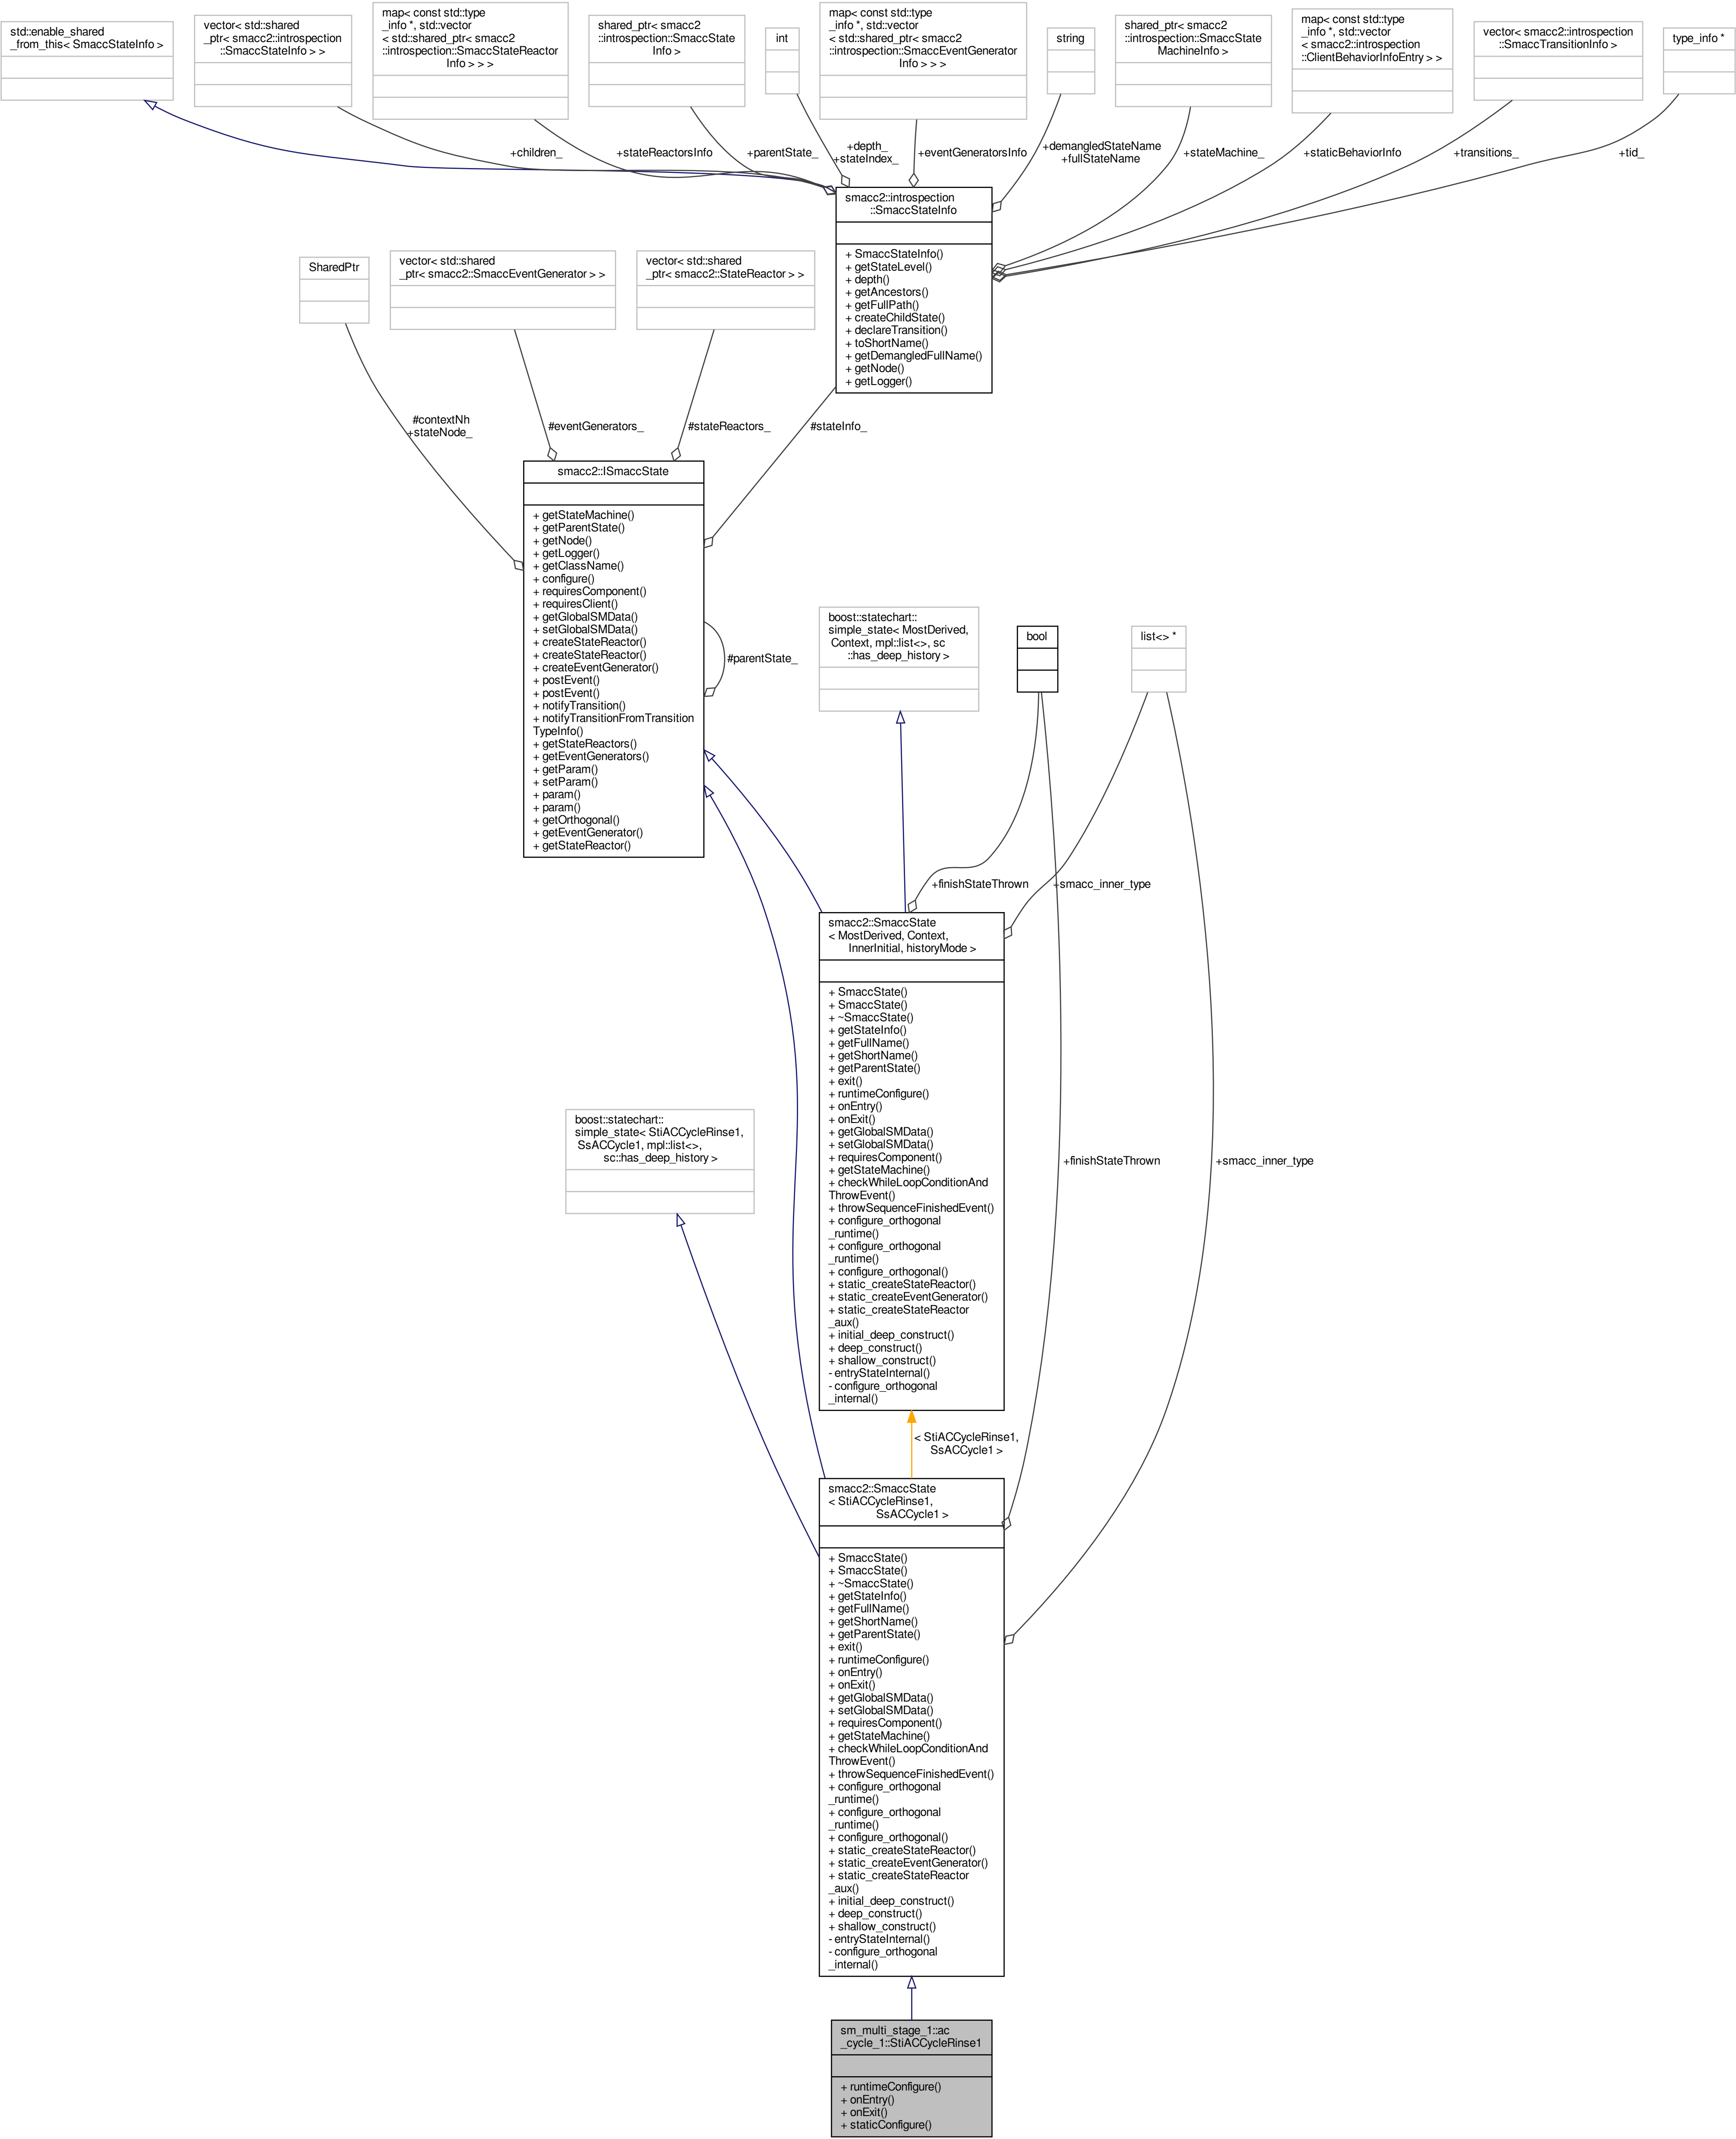 std::enable_shared
_from_this< SmaccStateInfo >
vector< std::shared
_ptr< smacc2::introspection
::SmaccStateInfo > >
map< const std::type
_info *, std::vector
< std::shared_ptr< smacc2
::introspection::SmaccStateReactor
Info > > >
shared_ptr< smacc2
::introspection::SmaccState
Info >
int
map< const std::type
_info *, std::vector
< std::shared_ptr< smacc2
::introspection::SmaccEventGenerator
Info > > >
string
shared_ptr< smacc2
::introspection::SmaccState
MachineInfo >
map< const std::type
_info *, std::vector
< smacc2::introspection
::ClientBehaviorInfoEntry > >
vector< smacc2::introspection
::SmaccTransitionInfo >
type_info *
+children_
+stateReactorsInfo
+parentState_
+depth_
+stateIndex_
+eventGeneratorsInfo
+demangledStateName
+fullStateName
+stateMachine_
+staticBehaviorInfo
+transitions_
+tid_
smacc2::introspection
::SmaccStateInfo
+ SmaccStateInfo()
+ getStateLevel()
+ depth()
+ getAncestors()
+ getFullPath()
+ createChildState()
+ declareTransition()
+ toShortName()
+ getDemangledFullName()
+ getNode()
+ getLogger()
SharedPtr
vector< std::shared
_ptr< smacc2::SmaccEventGenerator > >
vector< std::shared
_ptr< smacc2::StateReactor > >
#contextNh
+stateNode_
#eventGenerators_
#stateReactors_
#stateInfo_
smacc2::ISmaccState
+ getStateMachine()
+ getParentState()
+ getNode()
+ getLogger()
+ getClassName()
+ configure()
+ requiresComponent()
+ requiresClient()
+ getGlobalSMData()
+ setGlobalSMData()
+ createStateReactor()
+ createStateReactor()
+ createEventGenerator()
+ postEvent()
+ postEvent()
+ notifyTransition()
+ notifyTransitionFromTransition
TypeInfo()
+ getStateReactors()
+ getEventGenerators()
+ getParam()
+ setParam()
+ param()
+ param()
+ getOrthogonal()
+ getEventGenerator()
+ getStateReactor()
#parentState_
boost::statechart::
simple_state< MostDerived,
Context, mpl::list<>, sc
::has_deep_history >
bool
list<> *
+finishStateThrown
+smacc_inner_type
smacc2::SmaccState
< MostDerived, Context,
InnerInitial, historyMode >
+ SmaccState()
+ SmaccState()
+ ~SmaccState()
+ getStateInfo()
+ getFullName()
+ getShortName()
+ getParentState()
+ exit()
+ runtimeConfigure()
+ onEntry()
+ onExit()
+ getGlobalSMData()
+ setGlobalSMData()
+ requiresComponent()
+ getStateMachine()
+ checkWhileLoopConditionAnd
ThrowEvent()
+ throwSequenceFinishedEvent()
+ configure_orthogonal
_runtime()
+ configure_orthogonal
_runtime()
+ configure_orthogonal()
+ static_createStateReactor()
+ static_createEventGenerator()
+ static_createStateReactor
_aux()
+ initial_deep_construct()
+ deep_construct()
+ shallow_construct()
- entryStateInternal()
- configure_orthogonal
_internal()
boost::statechart::
simple_state< StiACCycleRinse1,
SsACCycle1, mpl::list<>,
sc::has_deep_history >
+finishStateThrown
+smacc_inner_type
< StiACCycleRinse1,
SsACCycle1 >
smacc2::SmaccState
< StiACCycleRinse1,
SsACCycle1 >
+ SmaccState()
+ SmaccState()
+ ~SmaccState()
+ getStateInfo()
+ getFullName()
+ getShortName()
+ getParentState()
+ exit()
+ runtimeConfigure()
+ onEntry()
+ onExit()
+ getGlobalSMData()
+ setGlobalSMData()
+ requiresComponent()
+ getStateMachine()
+ checkWhileLoopConditionAnd
ThrowEvent()
+ throwSequenceFinishedEvent()
+ configure_orthogonal
_runtime()
+ configure_orthogonal
_runtime()
+ configure_orthogonal()
+ static_createStateReactor()
+ static_createEventGenerator()
+ static_createStateReactor
_aux()
+ initial_deep_construct()
+ deep_construct()
+ shallow_construct()
- entryStateInternal()
- configure_orthogonal
_internal()
sm_multi_stage_1::ac
_cycle_1::StiACCycleRinse1
+ runtimeConfigure()
+ onEntry()
+ onExit()
+ staticConfigure()